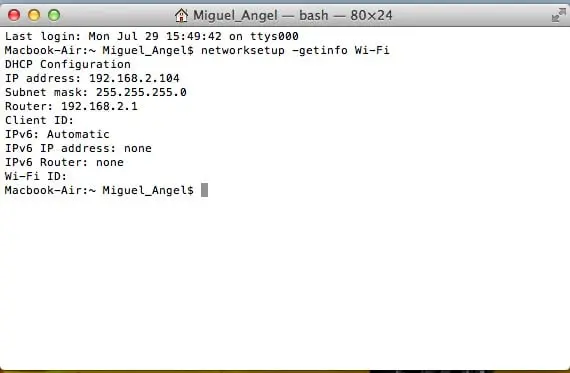 Miguel_Angel — bash — 80×24
Last login: Mon Jul 29 15:49:42 on ttys000
Macbook-Air:~ Miguel_Angel$ networksetup -getinfo Wi-Fi
DHCP Configuration
IP address: 192.168.2.104
Subnet mask: 255.255.255.0
Router: 192.168.2.1
Client ID:
IPv6: Automatic
IPv6 IP address: none
IPv6 Router: none
Wi-Fi ID:
Macbook-Air:~ Miguel_Angel$